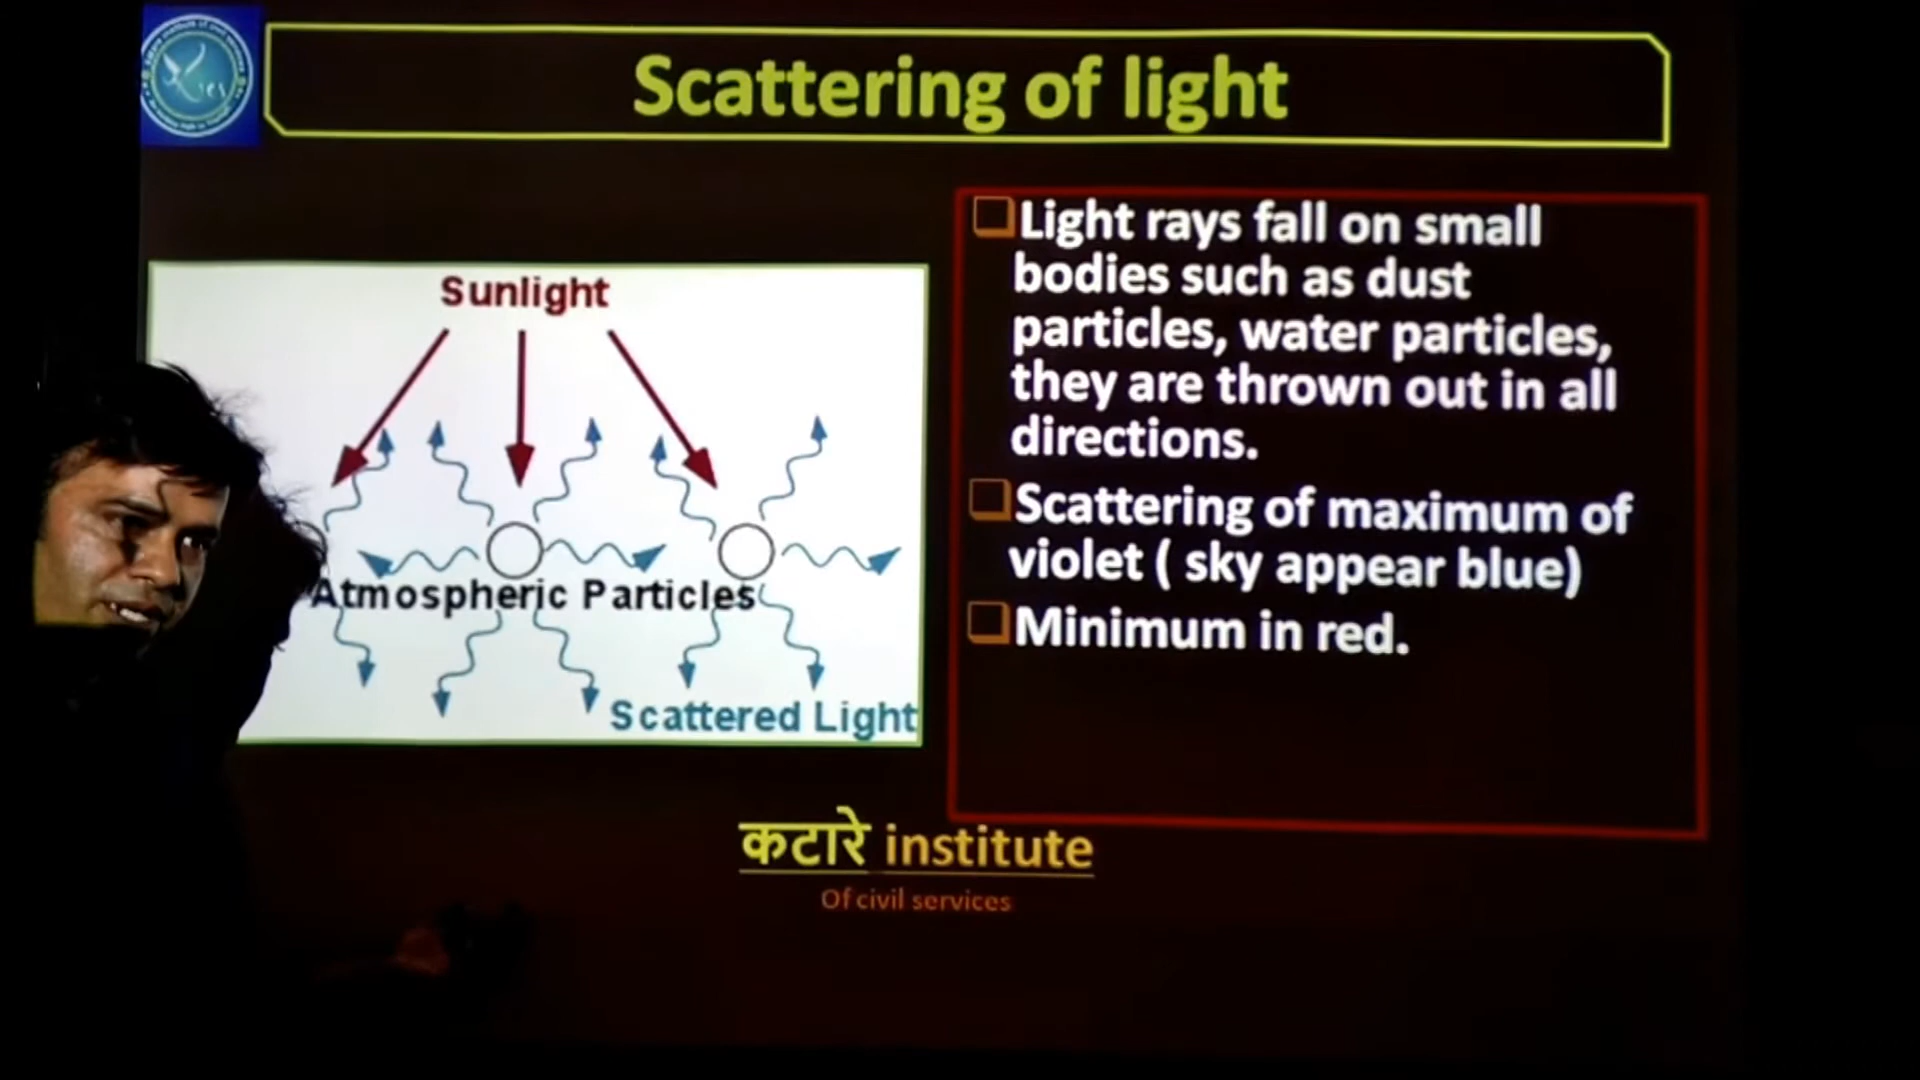 Scattering of light
Sunlight
Atmospheric Particles
Scattered Light
Light rays fall on small
bodies such as dust
particles, water particles,
they are thrown out in all
directions.
Scattering of maximum of
violet ( sky appear blue)
Minimum in red.
कटारे institute
Of civil services